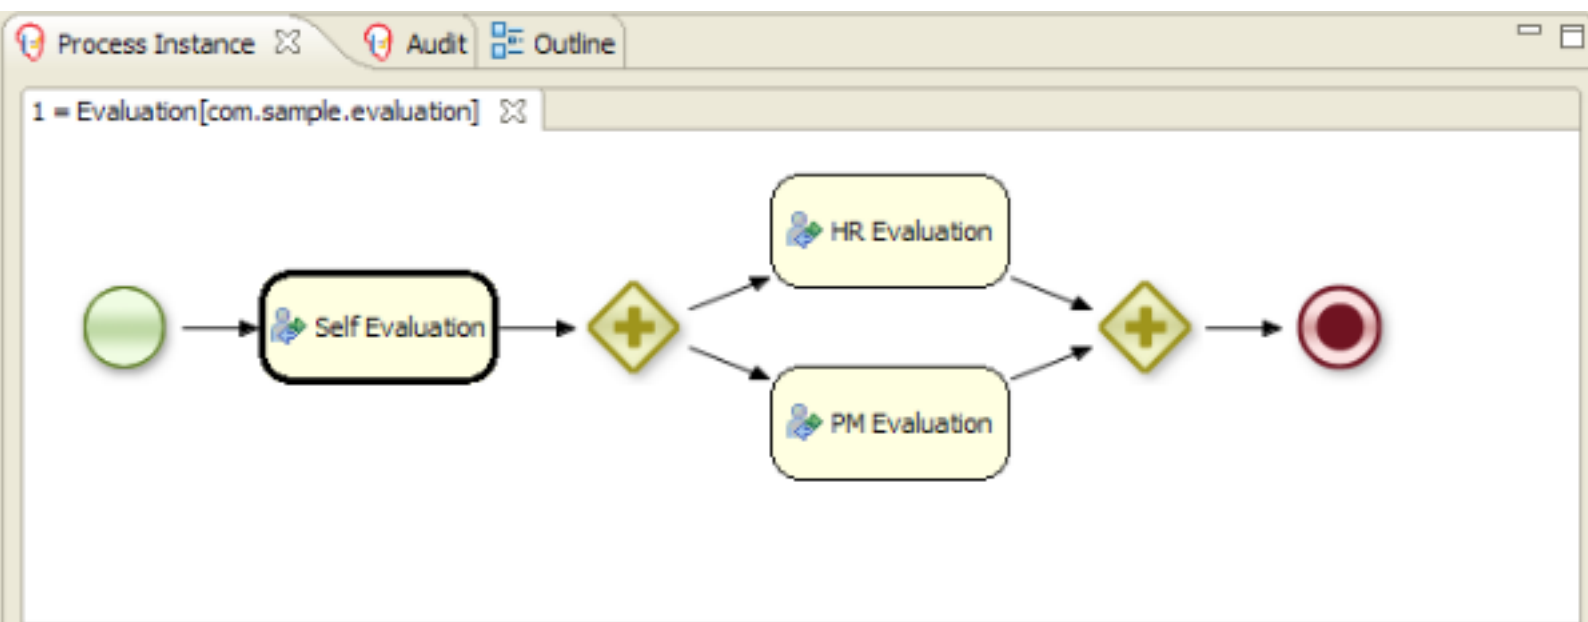 Process Instance
Audit
Outline
1 = Evaluation[com.sample.evaluation]
HR Evaluation
Self Evaluation
PM Evaluation